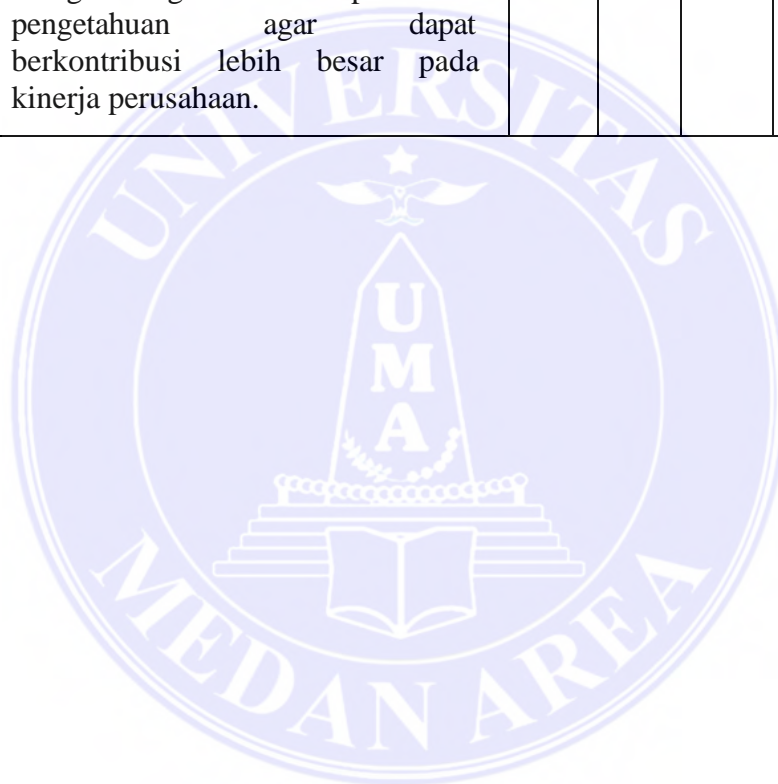 pengetahuan agar dapat
berkontribusi lebih besar pada
kinerja perusahaan.
UNIVERSITAS
U
M
A
MEDAN AREA